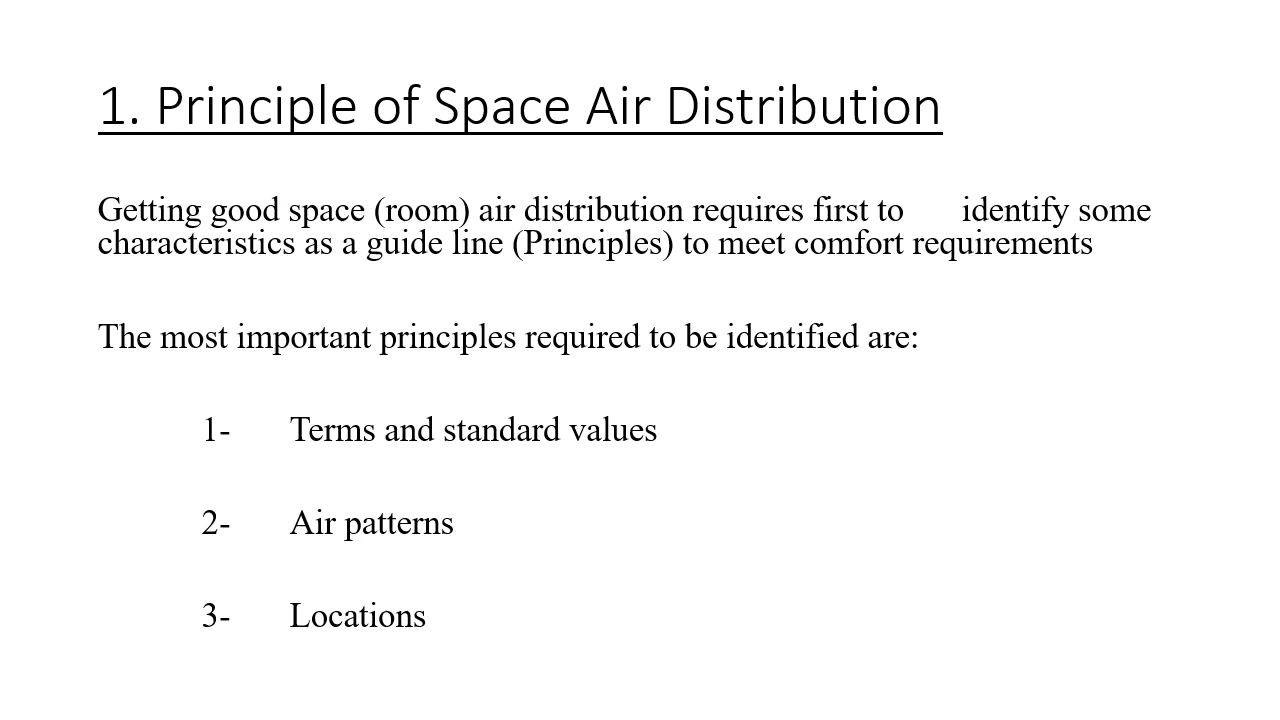 1. Principle of Space Air Distribution
Getting good space (room) air distribution requires first to identify some
characteristics as a guide line (Principles) to meet comfort requirements
The most important principles required to be identified are:
1- Terms and standard values
2- Air patterns
3- Locations